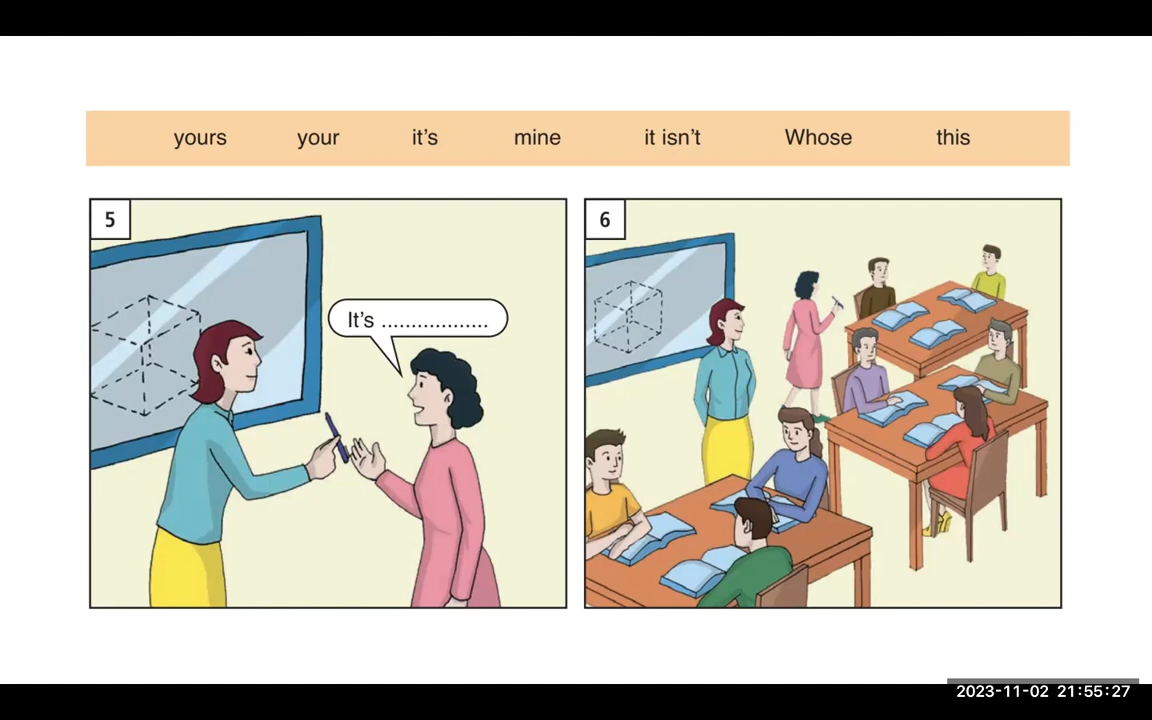 yours your it's mine it isn't Whose this
5
6
It's ..................
2023-11-02 21:55:27